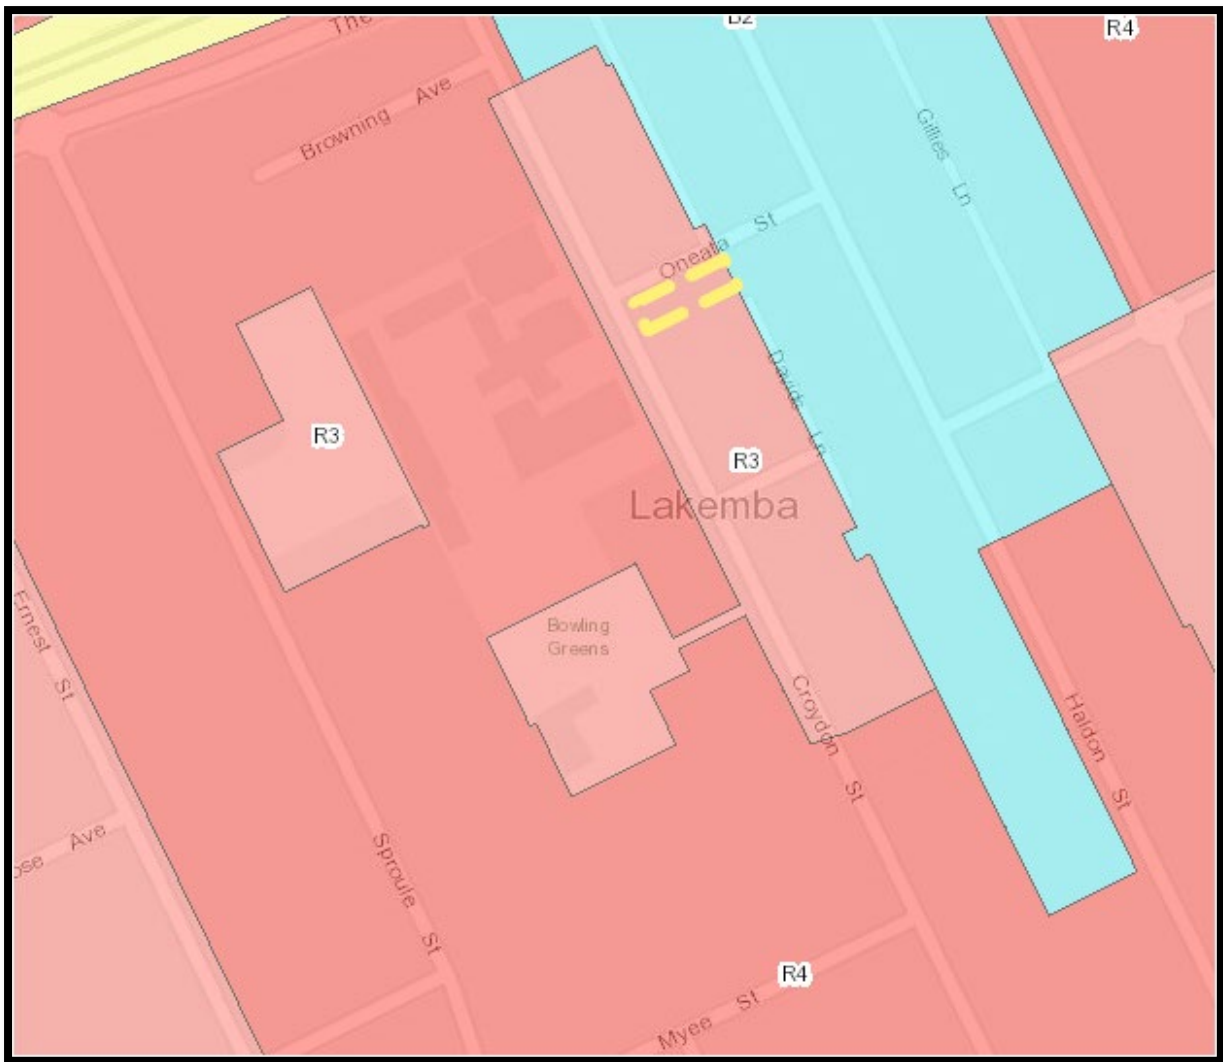 The
B2
R4
Browning Ave
Gillies Ln
Oneata St
Davids Ln
R3
R3
Lakemba
Ernest St
Bowling
Greens
Croydon St
Haldon St
ose Ave
Sproule St
R4
Myee St